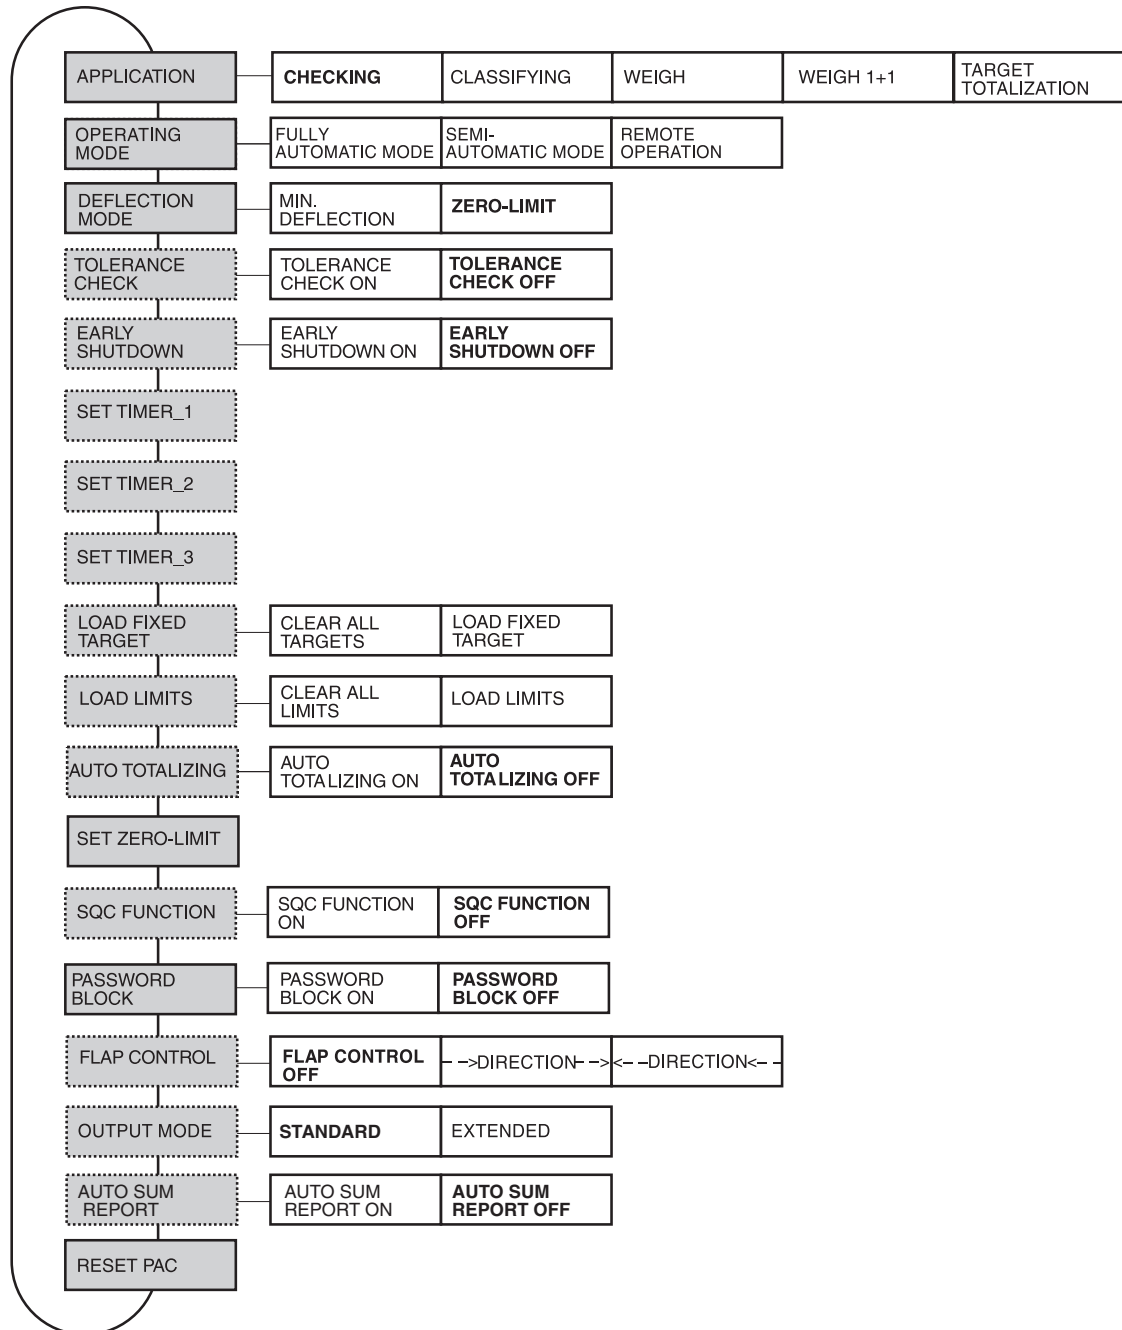 APPLICATION
CHECKING
CLASSIFYING
WEIGH
WEIGH 1+1
TARGET
TOTALIZATION
OPERATING
MODE
FULLY
AUTOMATIC MODE
SEMI-
AUTOMATIC MODE
REMOTE
OPERATION
DEFLECTION
MODE
MIN.
DEFLECTION
ZERO-LIMIT
TOLERANCE
CHECK
TOLERANCE
CHECK ON
TOLERANCE
CHECK OFF
EARLY
SHUTDOWN
EARLY
SHUTDOWN ON
EARLY
SHUTDOWN OFF
SET TIMER_1
SET TIMER_2
SET TIMER_3
LOAD FIXED
TARGET
CLEAR ALL
TARGETS
LOAD FIXED
TARGET
LOAD LIMITS
CLEAR ALL
LIMITS
LOAD LIMITS
AUTO TOTALIZING
AUTO
TOTALIZING ON
AUTO
TOTALIZING OFF
SET ZERO-LIMIT
SQC FUNCTION
SQC FUNCTION
ON
SQC FUNCTION
OFF
PASSWORD
BLOCK
PASSWORD
BLOCK ON
PASSWORD
BLOCK OFF
FLAP CONTROL
FLAP CONTROL
OFF
– –>DIRECTION– –>
<– –DIRECTION<– –
OUTPUT MODE
STANDARD
EXTENDED
AUTO SUM
REPORT
AUTO SUM
REPORT ON
AUTO SUM
REPORT OFF
RESET PAC